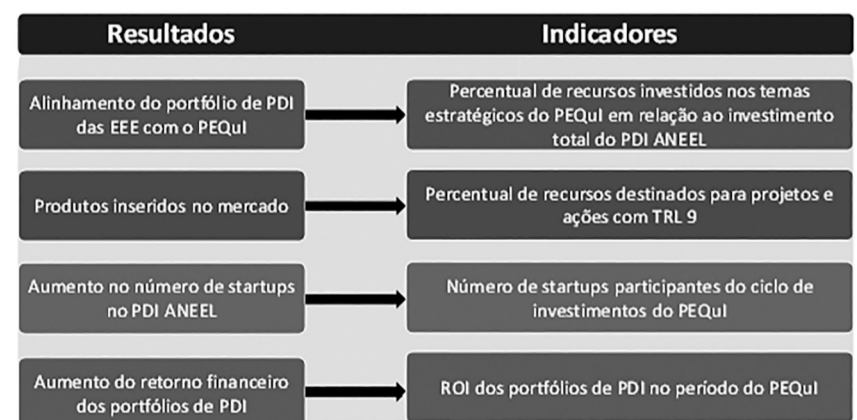 Resultados
Indicadores
Alinhamento do portfólio de PDI
das EEE com o PEQuI
Percentual de recursos investidos nos temas
estratégicos do PEQuI em relação ao investimento
total do PDI ANEEL
Produtos inseridos no mercado
Percentual de recursos destinados para projetos e
ações com TRL 9
Aumento no número de startups
no PDI ANEEL
Número de startups participantes do ciclo de
investimentos do PEQuI
Aumento do retorno financeiro
dos portfólios de PDI
ROI dos portfólios de PDI no período do PEQuI